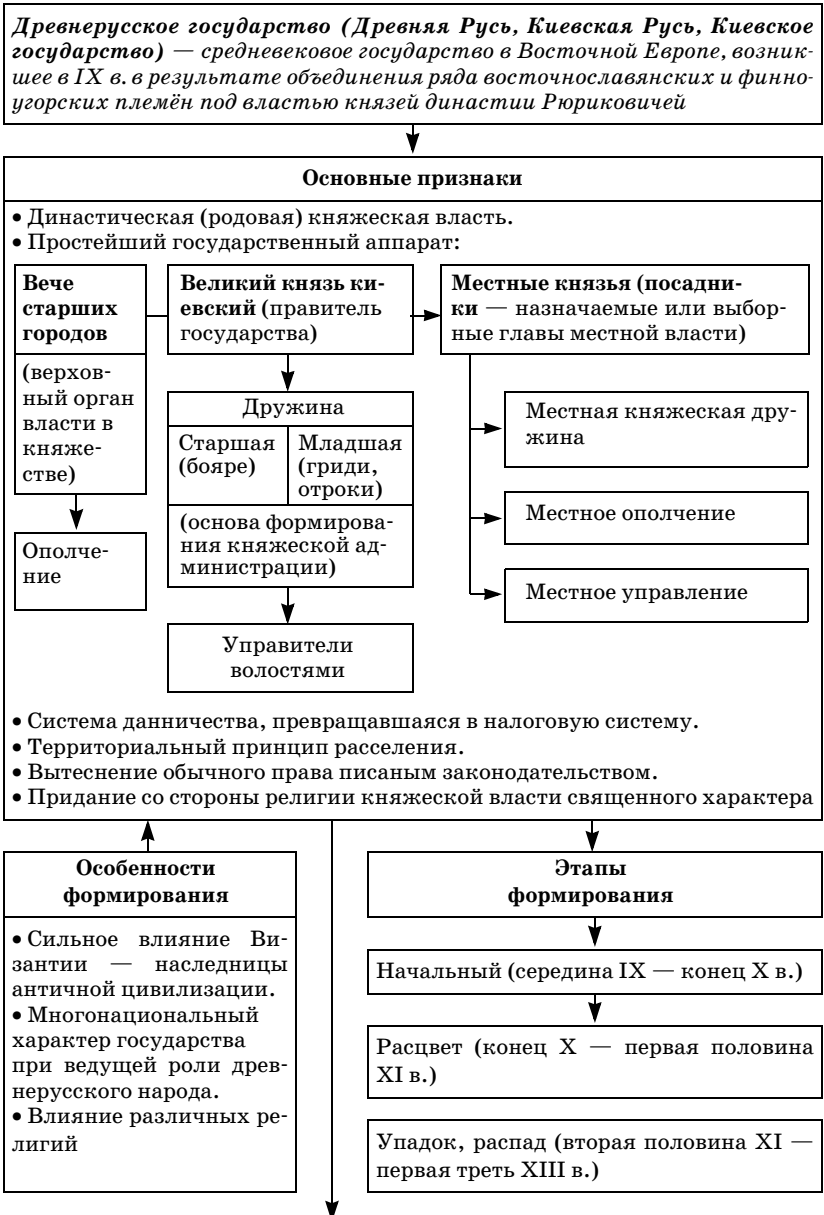 Древнерусское государство (Древняя Русь, Киевская Русь, Киевское
государство) — средневековое государство в Восточной Европе, возник-
шее в IX в. в результате объединения ряда восточнославянских и финно-
угорских племён под властью князей династии Рюриковичей
Основные признаки
• Династическая (родовая) княжеская власть.
• Простейший государственный аппарат:
Вече
старших
городов
(верхов-
ный орган
власти в
княже-
стве)
Ополче-
ние
Великий князь ки-
евский (правитель
государства)
Дружина
Старшая
(бояре)
Младшая
(гриди,
отроки)
(основа формирова-
ния княжеской ад-
министрации)
Управители
волостями
Местные князья (посадни-
ки — назначаемые или выбор-
ные главы местной власти)
Местная княжеская дру-
жина
Местное ополчение
Местное управление
• Система данничества, превращавшаяся в налоговую систему.
• Территориальный принцип расселения.
• Вытеснение обычного права писаным законодательством.
• Придание со стороны религии княжеской власти священного характера
Особенности
формирования
• Сильное влияние Ви-
зантии — наследницы
античной цивилизации.
• Многонациональный
характер государства
при ведущей роли древ-
нерусского народа.
• Влияние различных ре-
лигий
Этапы
формирования
Начальный (середина IX — конец X в.)
Расцвет (конец X — первая половина
XI в.)
Упадок, распад (вторая половина XI —
первая треть XIII в.)